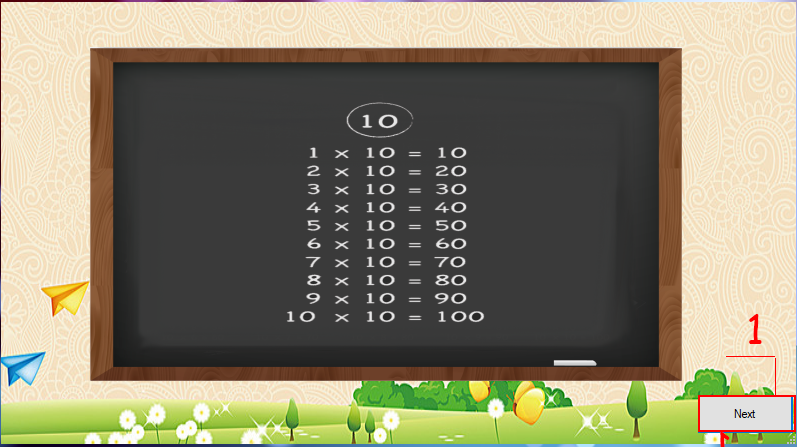 10
1 x 10 = 10
2 x 10 = 20
3 x 10 = 30
4 x 10 = 40
5 x 10 = 50
6 x 10 = 60
7 x 10 = 70
8 x 10 = 80
9 x 10 = 90
10 x 10 = 100
1
Next